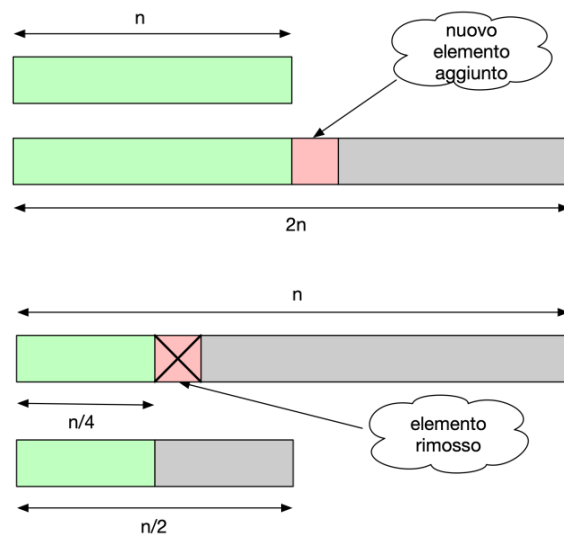 n
nuovo
elemento
aggiunto
2n
n
n/4
elemento
rimosso
n/2